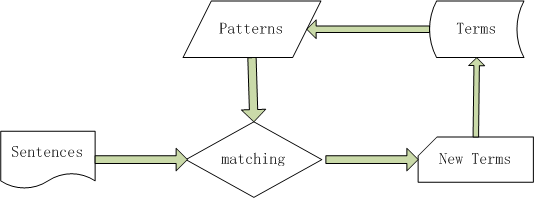 Patterns
Terms
Sentences
matching
New Terms